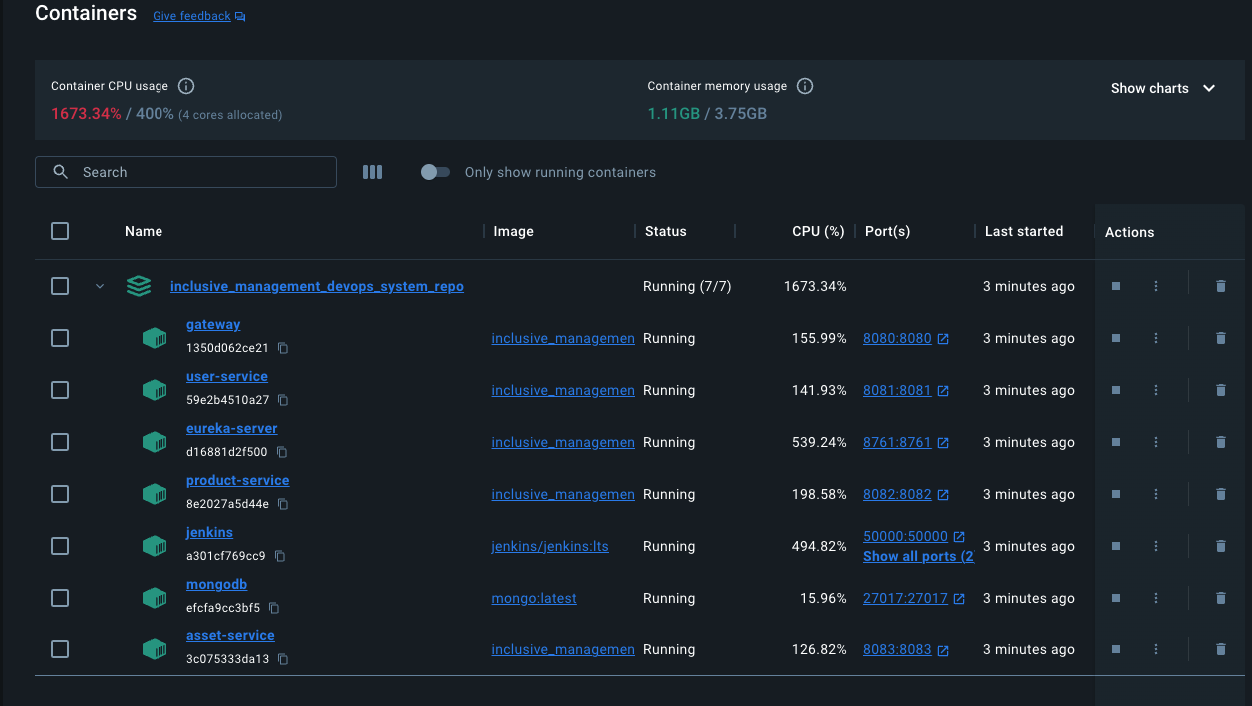 Containers Give feedback
Container CPU usage
1673.34% / 400% (4 cores allocated)
Container memory usage
1.11GB / 3.75GB
Show charts
Search
Only show running containers
Name Image Status CPU (%) Port(s) Last started Actions
inclusive_management_devops_system_repo Running (7/7) 1673.34% 3 minutes ago
gateway
1350d062ce21
inclusive_managemen Running 155.99% 8080:8080 3 minutes ago
user-service
59e2b4510a27
inclusive_managemen Running 141.93% 8081:8081 3 minutes ago
eureka-server
d16881d2f500
inclusive_managemen Running 539.24% 8761:8761 3 minutes ago
product-service
8e2027a5d44e
inclusive_managemen Running 198.58% 8082:8082 3 minutes ago
jenkins
a301cf769cc9
jenkins/jenkins:lts Running 494.82% 50000:50000 3 minutes ago
Show all ports (2
mongodb
efcfa9cc3bf5
mongo:latest Running 15.96% 27017:27017 3 minutes ago
asset-service
3c075333da13
inclusive_managemen Running 126.82% 8083:8083 3 minutes ago